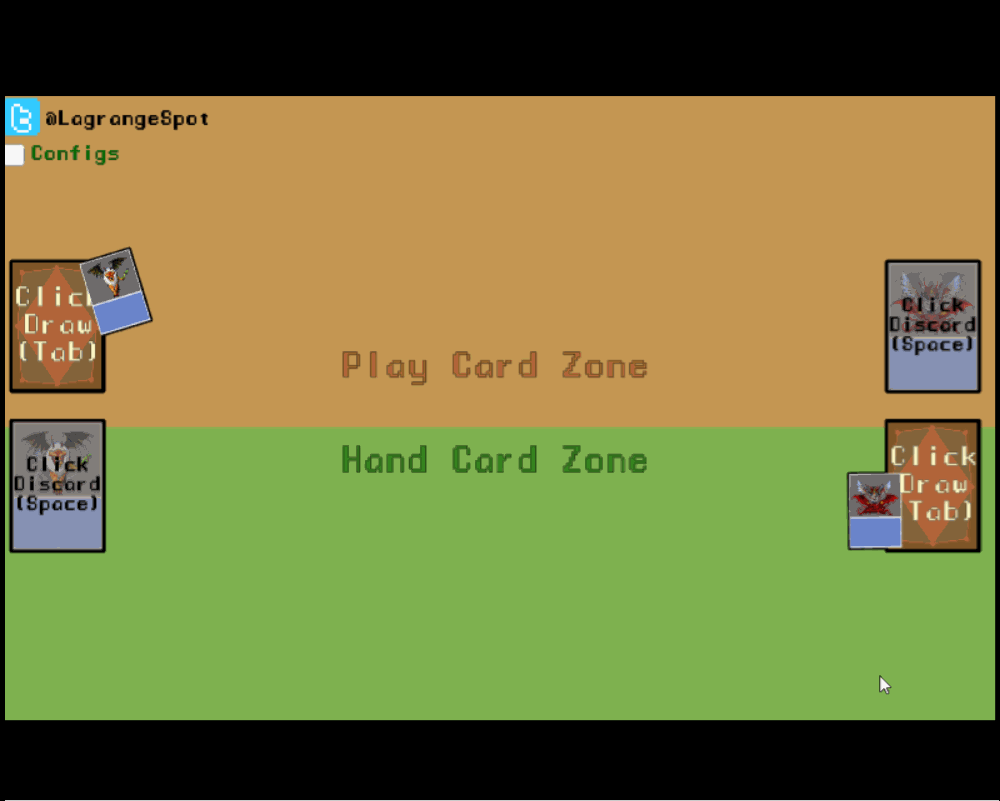 @LagrangeSpot
Configs
Click
Draw
(Tab)
Click
Discard
(Space)
Play Card Zone
Hand Card Zone
Click
Discard
(Space)
Click
Draw
Tab)